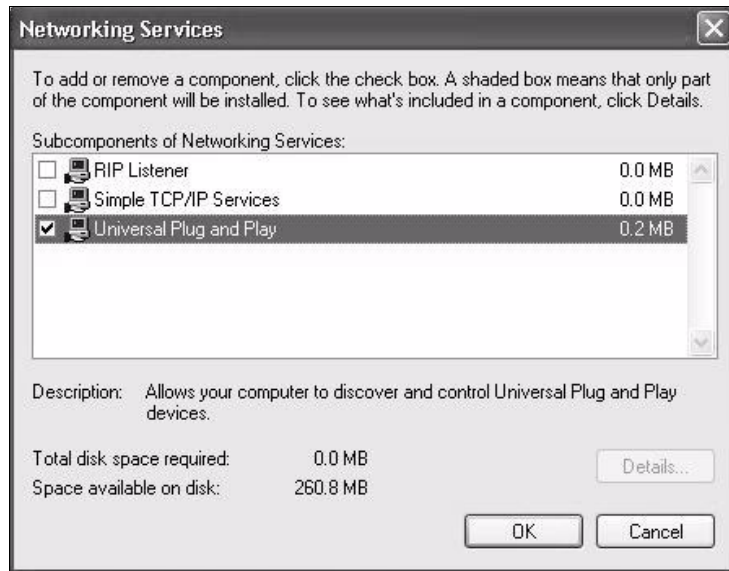 Networking Services
To add or remove a component, click the check box. A shaded box means that only part
of the component will be installed. To see what's included in a component, click Details.
Subcomponents of Networking Services:
RIP Listener 0.0 MB
Simple TCP/IP Services 0.0 MB
Universal Plug and Play 0.2 MB
Description: Allows your computer to discover and control Universal Plug and Play
devices.
Total disk space required: 0.0 MB
Details...
Space available on disk: 260.8 MB
OK Cancel